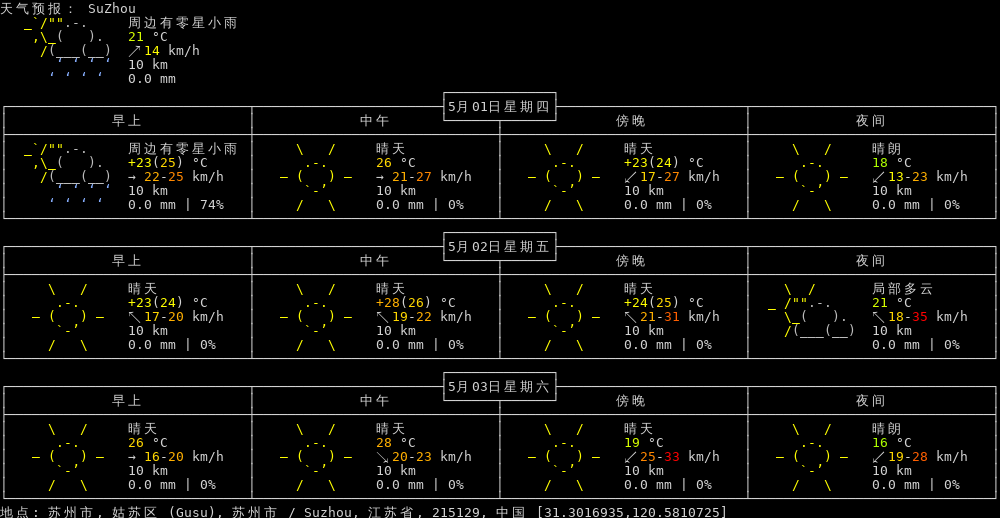 天气预报: SuZhou
周边有零星小雨
21 °C
↗14 km/h
10 km
0.0 mm
5月01日星期四
早上 中午 傍晚 夜间
周边有零星小雨 晴天 晴天 晴朗
+23(25) °C 26 °C +23(24) °C 18 °C
→ 22-25 km/h → 21-27 km/h ↙17-27 km/h ↙13-23 km/h
10 km 10 km 10 km 10 km
0.0 mm | 74% 0.0 mm | 0% 0.0 mm | 0% 0.0 mm | 0%
5月02日星期五
早上 中午 傍晚 夜间
晴天 晴天 晴天 局部多云
+23(24) °C +28(26) °C +24(25) °C 21 °C
↖17-20 km/h ↖19-22 km/h ↖21-31 km/h ↖18-35 km/h
10 km 10 km 10 km 10 km
0.0 mm | 0% 0.0 mm | 0% 0.0 mm | 0% 0.0 mm | 0%
5月03日星期六
早上 中午 傍晚 夜间
晴天 晴天 晴天 晴朗
26 °C 28 °C 19 °C 16 °C
→ 16-20 km/h ↘20-23 km/h ↙25-33 km/h ↙19-28 km/h
10 km 10 km 10 km 10 km
0.0 mm | 0% 0.0 mm | 0% 0.0 mm | 0% 0.0 mm | 0%
地点: 苏州市, 姑苏区 (Gusu), 苏州市 / Suzhou, 江苏省, 215129, 中国 [31.3016935,120.5810725]